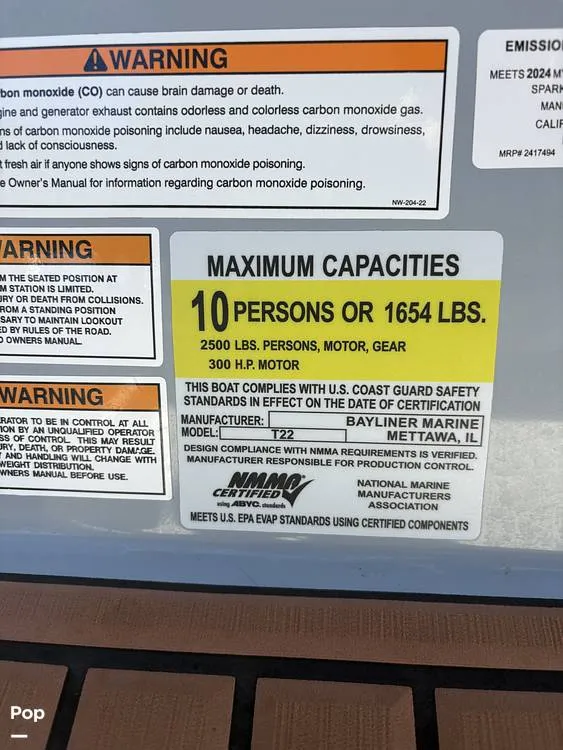 WARNING
bon monoxide (CO) can cause brain damage or death.
gine and generator exhaust contains odorless and colorless carbon monoxide gas.
ns of carbon monoxide poisoning include nausea, headache, dizziness, drowsiness,
lack of consciousness.
t fresh air if anyone shows signs of carbon monoxide poisoning.
e Owner's Manual for information regarding carbon monoxide poisoning.
NW-204-22
EMISSIO
MEETS 2024 M
SPARK
MAN
CALIF
MRP# 2417494
ARNING
M THE SEATED POSITION AT
M STATION IS LIMITED.
URY OR DEATH FROM COLLISIONS.
ROM A STANDING POSITION
SARY TO MAINTAIN LOOKOUT
ED BY RULES OF THE ROAD.
O OWNERS MANUAL.
WARNING
RATOR TO BE IN CONTROL AT ALL
ION BY AN UNQUALIFIED OPERATOR
SS OF CONTROL. THIS MAY RESULT
URY, DEATH, OR PROPERTY DAMAGE.
Y AND HANDLING WILL CHANGE WITH
WEIGHT DISTRIBUTION.
WNERS MANUAL BEFORE USE.
MAXIMUM CAPACITIES
10 PERSONS OR 1654 LBS.
2500 LBS. PERSONS, MOTOR, GEAR
300 H.P. MOTOR
THIS BOAT COMPLIES WITH U.S. COAST GUARD SAFETY
STANDARDS IN EFFECT ON THE DATE OF CERTIFICATION
MANUFACTURER: BAYLINER MARINE
MODEL: T22 METTAWA, IL
DESIGN COMPLIANCE WITH NMMA REQUIREMENTS IS VERIFIED.
MANUFACTURER RESPONSIBLE FOR PRODUCTION CONTROL.
NMMA
CERTIFIED
using ABYC. standards
NATIONAL MARINE
MANUFACTURERS
ASSOCIATION
MEETS U.S. EPA EVAP STANDARDS USING CERTIFIED COMPONENTS
Pop